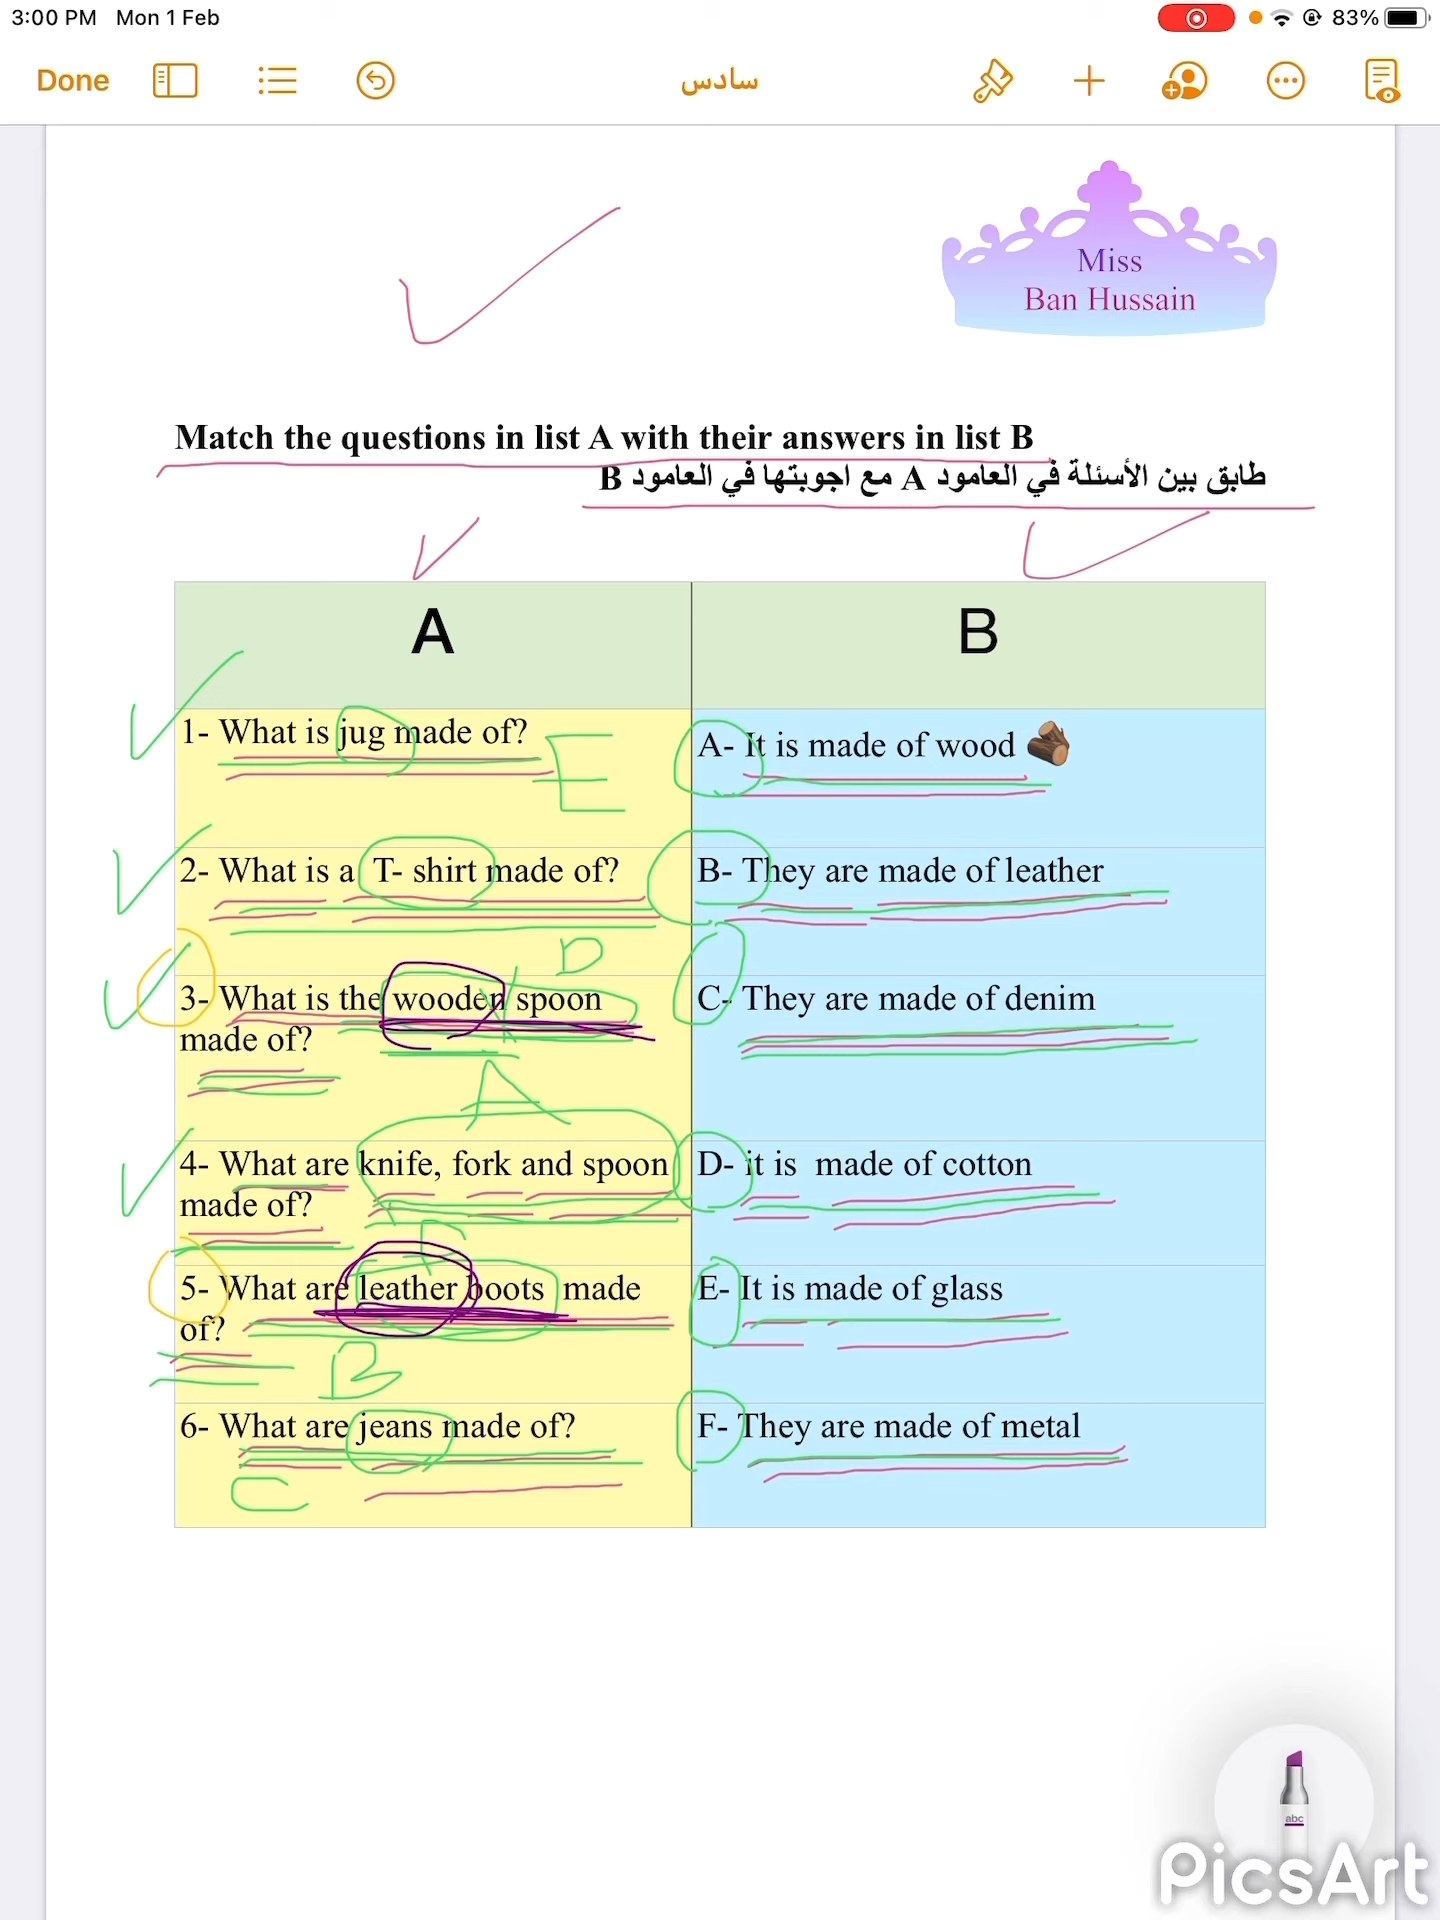 3:00 PM Mon 1 Feb
83%
Done
سادس
Miss
Ban Hussain
Match the questions in list A with their answers in list B
طابق بين الأسئلة في العامود A مع اجوبتها في العامود B
A
B
1- What is jug made of?
E
A- It is made of wood
2- What is a T- shirt made of?
D
B- They are made of leather
3- What is the wooden spoon
made of?
A
C- They are made of denim
4- What are knife, fork and spoon
made of?
F
D- it is made of cotton
5- What are leather boots made
of?
B
E- It is made of glass
6- What are jeans made of?
C
F- They are made of metal
abc
PicsArt